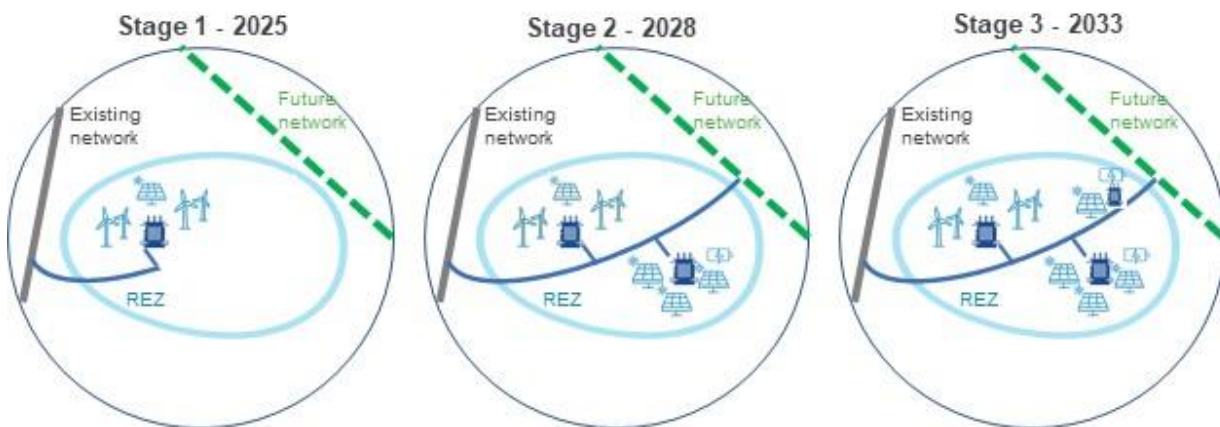 Stage 1 - 2025
Existing
network
Future
network
REZ
Stage 2 - 2028
Existing
network
Future
network
REZ
Stage 3 - 2033
Existing
network
Future
network
REZ